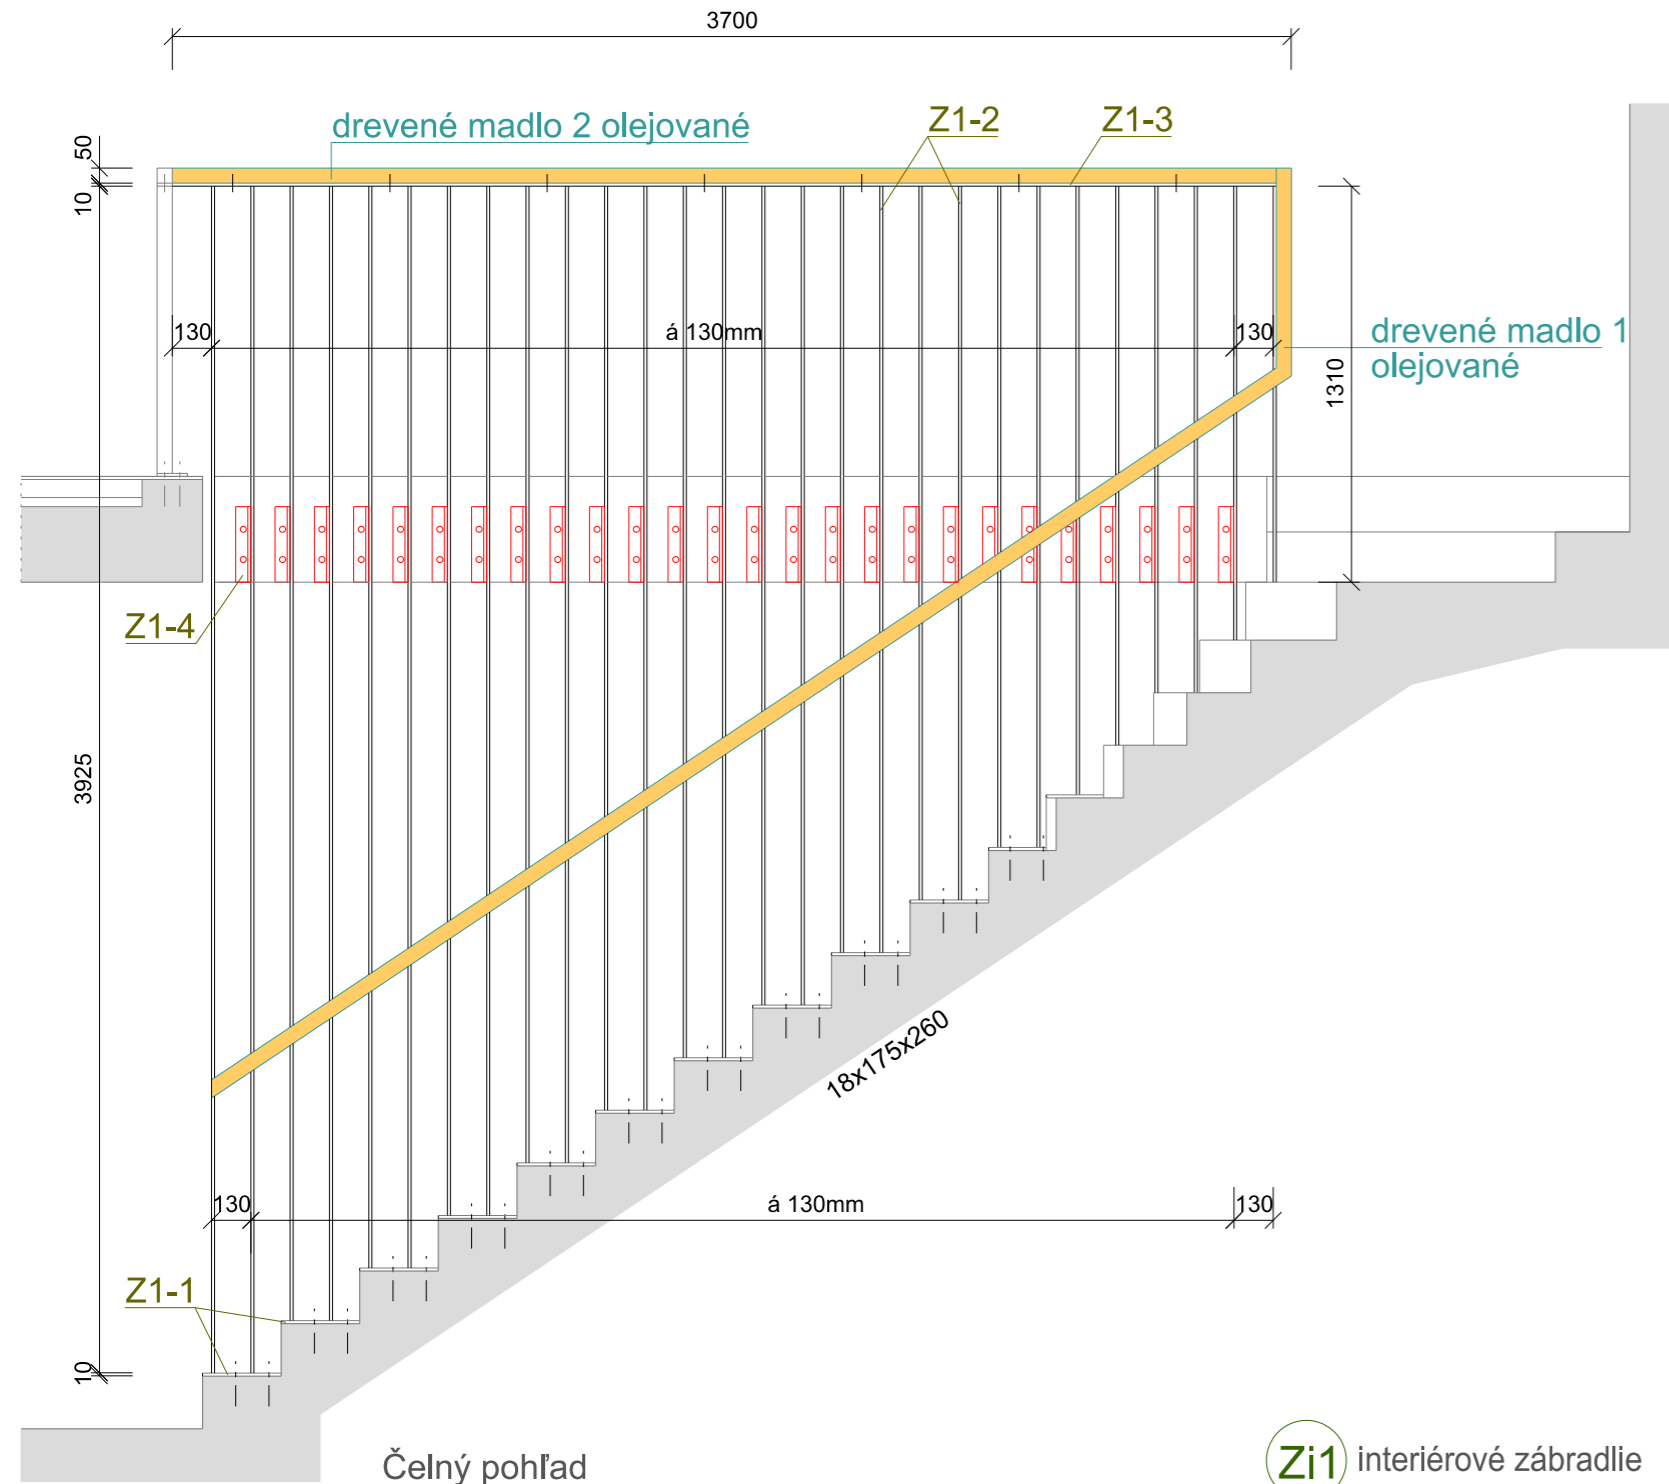 3700
50
10
drevené madlo 2 olejované
Z1-2
Z1-3
130
á 130mm
130
drevené madlo 1
olejované
1310
Z1-4
3925
18x175x260
130
á 130mm
130
Z1-1
10
Čelný pohľad
Zi1 interiérové zábradlie